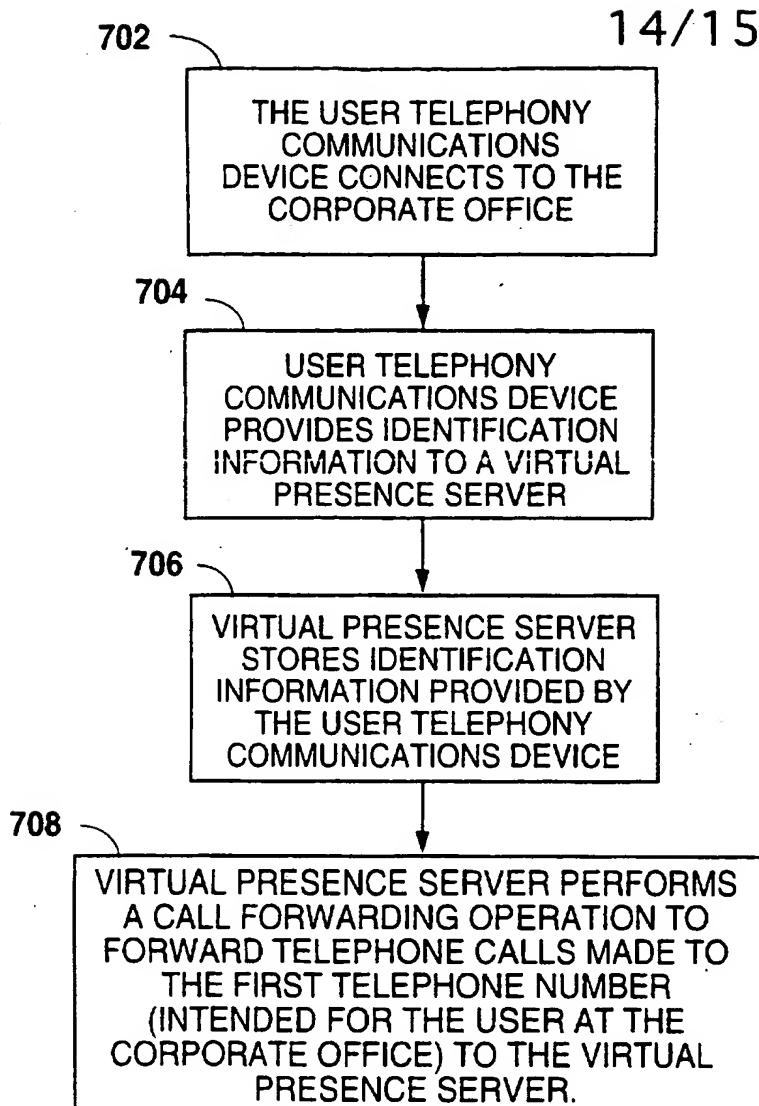 14/15
702
THE USER TELEPHONY
COMMUNICATIONS
DEVICE CONNECTS TO THE
CORPORATE OFFICE
704
USER TELEPHONY
COMMUNICATIONS DEVICE
PROVIDES IDENTIFICATION
INFORMATION TO A VIRTUAL
PRESENCE SERVER
706
VIRTUAL PRESENCE SERVER
STORES IDENTIFICATION
INFORMATION PROVIDED BY
THE USER TELEPHONY
COMMUNICATIONS DEVICE
708
VIRTUAL PRESENCE SERVER PERFORMS
A CALL FORWARDING OPERATION TO
FORWARD TELEPHONE CALLS MADE TO
THE FIRST TELEPHONE NUMBER
(INTENDED FOR THE USER AT THE
CORPORATE OFFICE) TO THE VIRTUAL
PRESENCE SERVER.